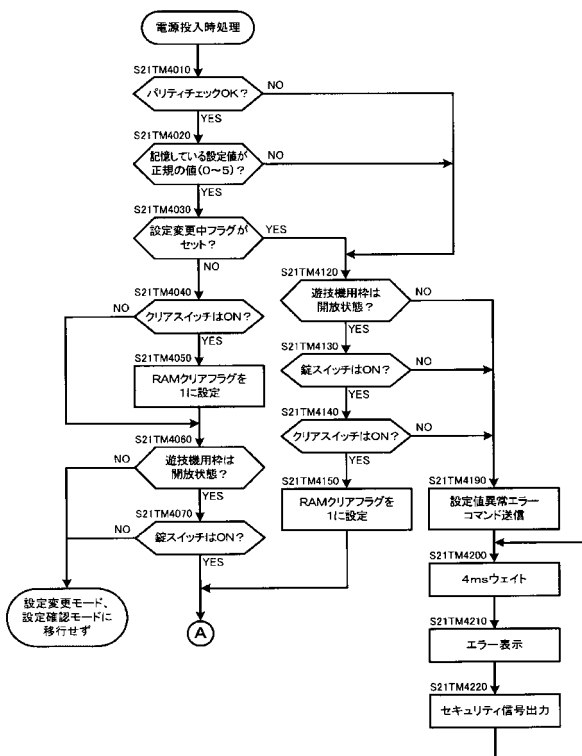 電源投入時処理
S21TM4010
パリティチェックOK?
NO
YES
S21TM4020
記憶している設定値が
正規の値(0~5)?
NO
YES
S21TM4030
設定変更中フラグが
セット?
YES
NO
S21TM4040
クリアスイッチはON?
NO
YES
S21TM4050
RAMクリアフラグを
1に設定
S21TM4060
遊技機用枠は
開放状態?
NO
YES
S21TM4070
錠スイッチはON?
NO
YES
設定変更モード、
設定確認モードに
移行せず
A
S21TM4120
遊技機用枠は
開放状態?
NO
YES
S21TM4130
錠スイッチはON?
NO
YES
S21TM4140
クリアスイッチはON?
NO
YES
S21TM4150
RAMクリアフラグを
1に設定
S21TM4190
設定値異常エラー
コマンド送信
S21TM4200
4msウェイト
S21TM4210
エラー表示
S21TM4220
セキュリティ信号出力